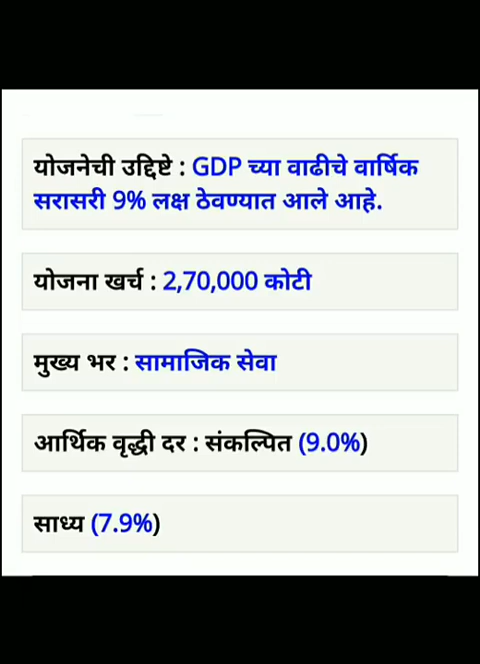 योजनेची उद्दिष्टे : GDP च्या वाढीचे वार्षिक
सरासरी 9% लक्ष ठेवण्यात आले आहे.
योजना खर्च : 2,70,000 कोटी
मुख्य भर : सामाजिक सेवा
आर्थिक वृद्धी दर : संकल्पित (9.0%)
साध्य (7.9%)